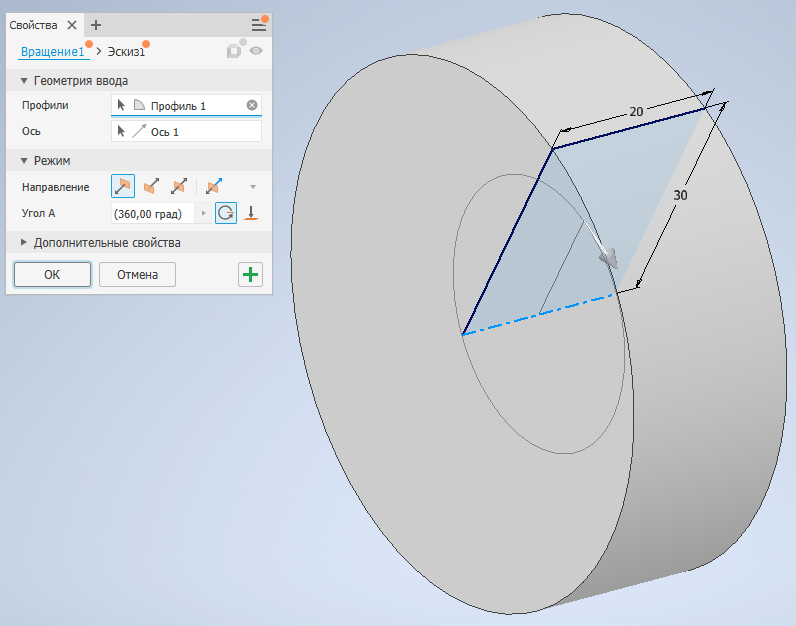 Свойства
Вращение1 > Эскиз1
Геометрия ввода
Профили Профиль 1
Ось Ось 1
Режим
Направление
Угол A (360,00 град)
Дополнительные свойства
ОК Отмена
20
30